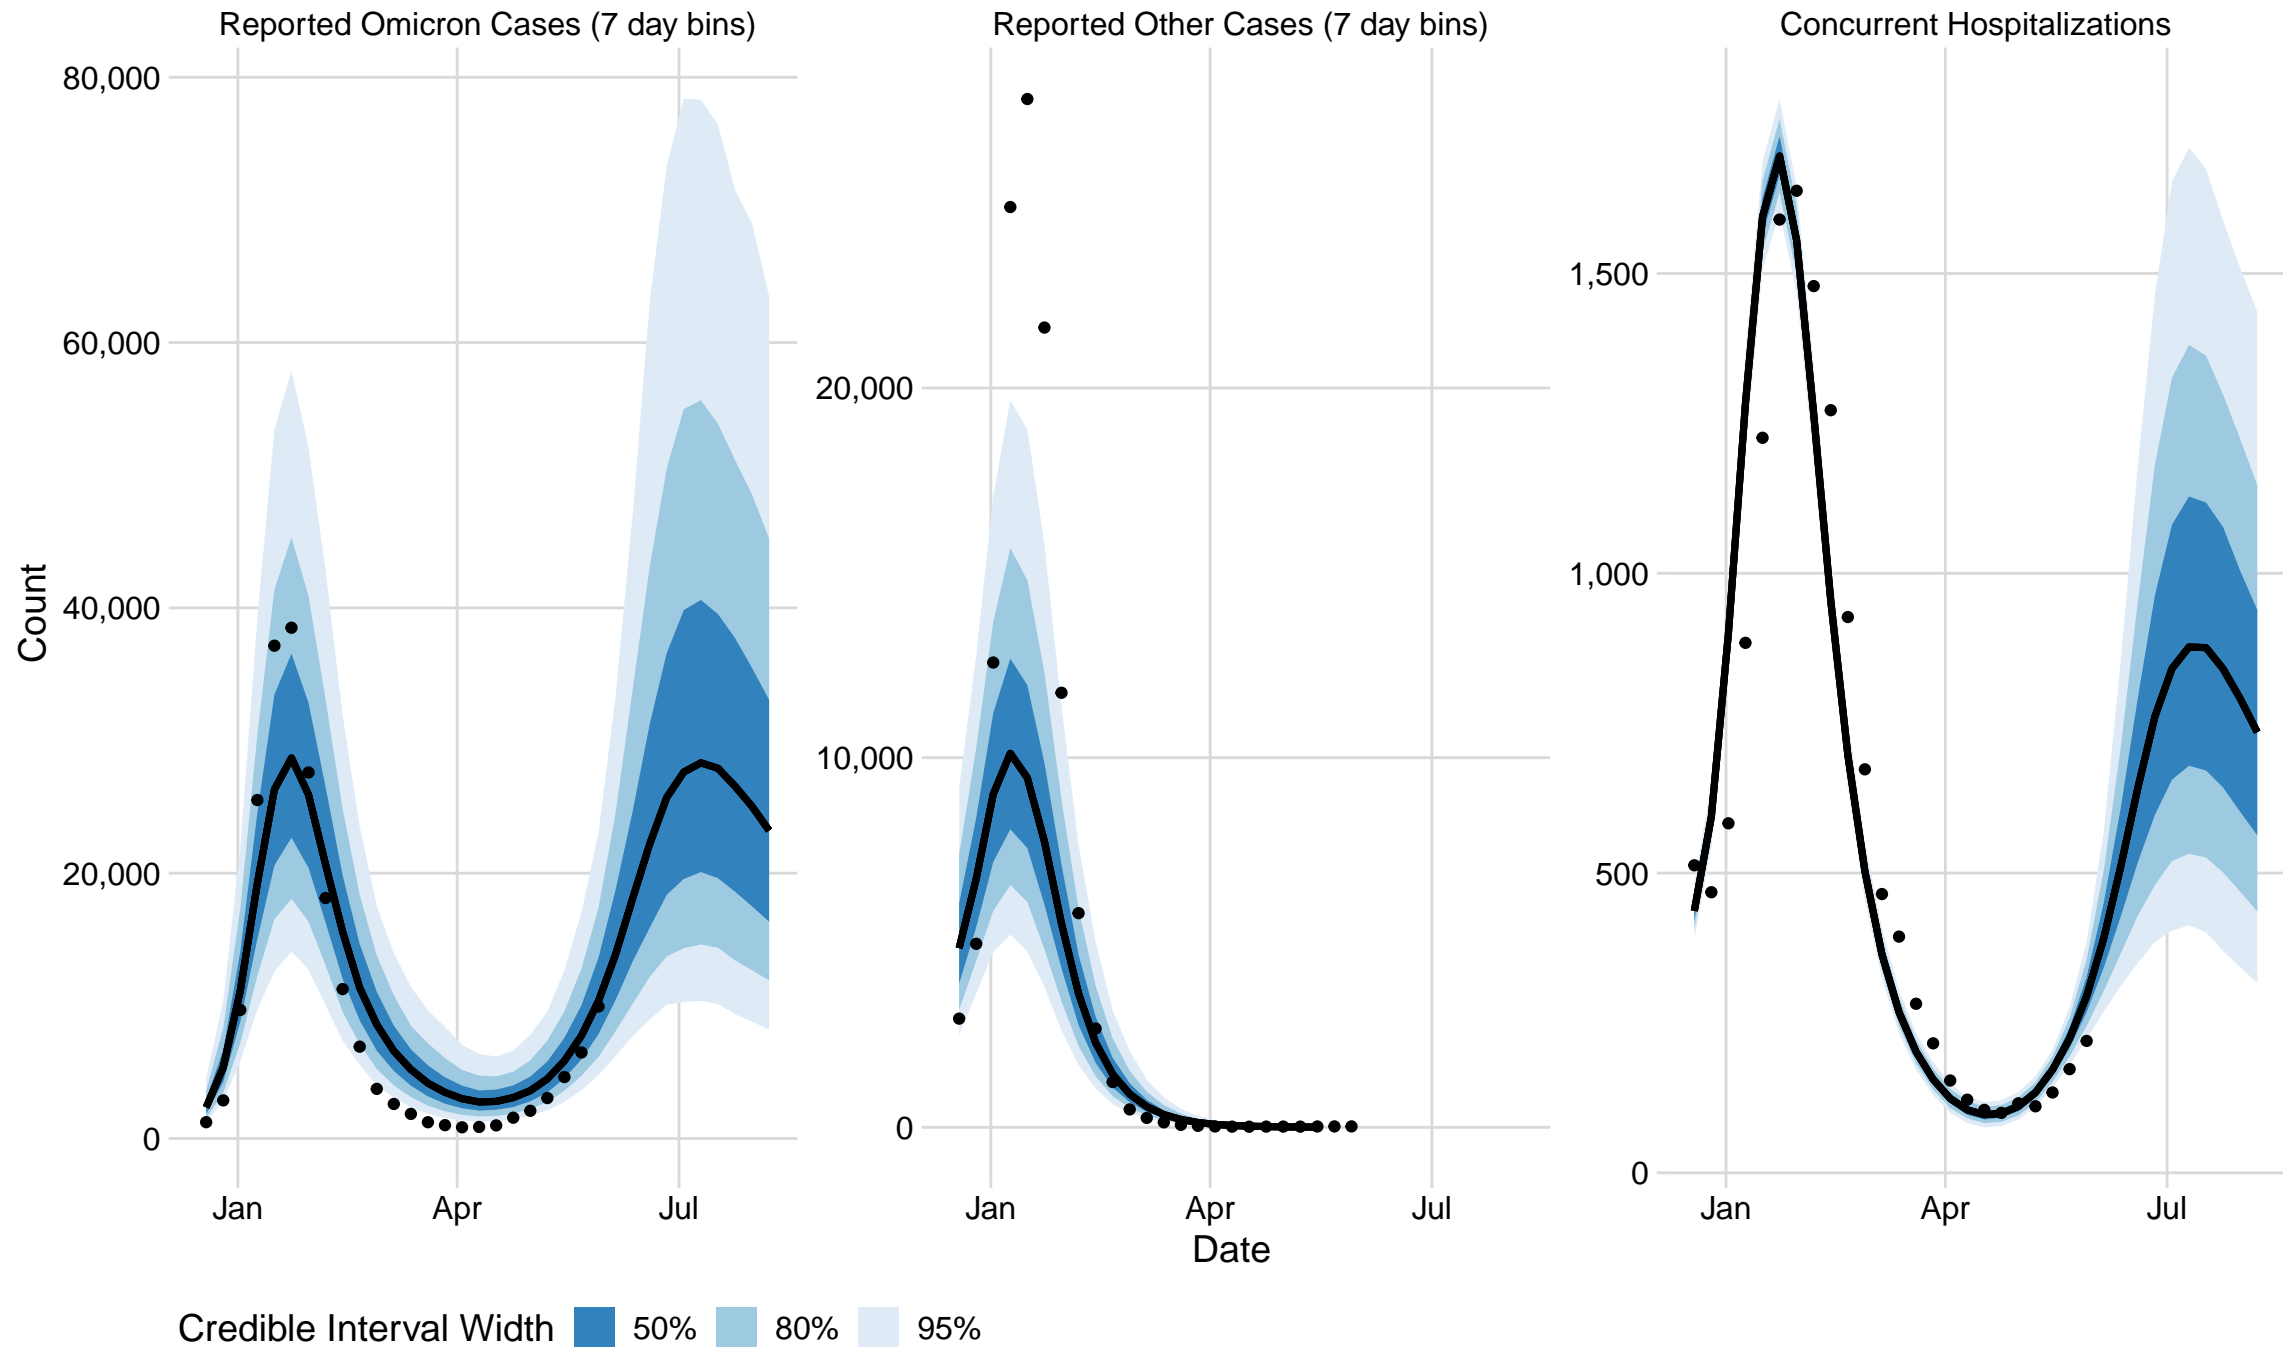 Reported Omicron Cases (7 day bins)
Reported Other Cases (7 day bins)
Concurrent Hospitalizations
Count
80,000
60,000
40,000
20,000
0
Jan
Apr
Jul
20,000
10,000
0
Jan
Apr
Jul
1,500
1,000
500
0
Jan
Apr
Jul
Date
Credible Interval Width 50% 80% 95%